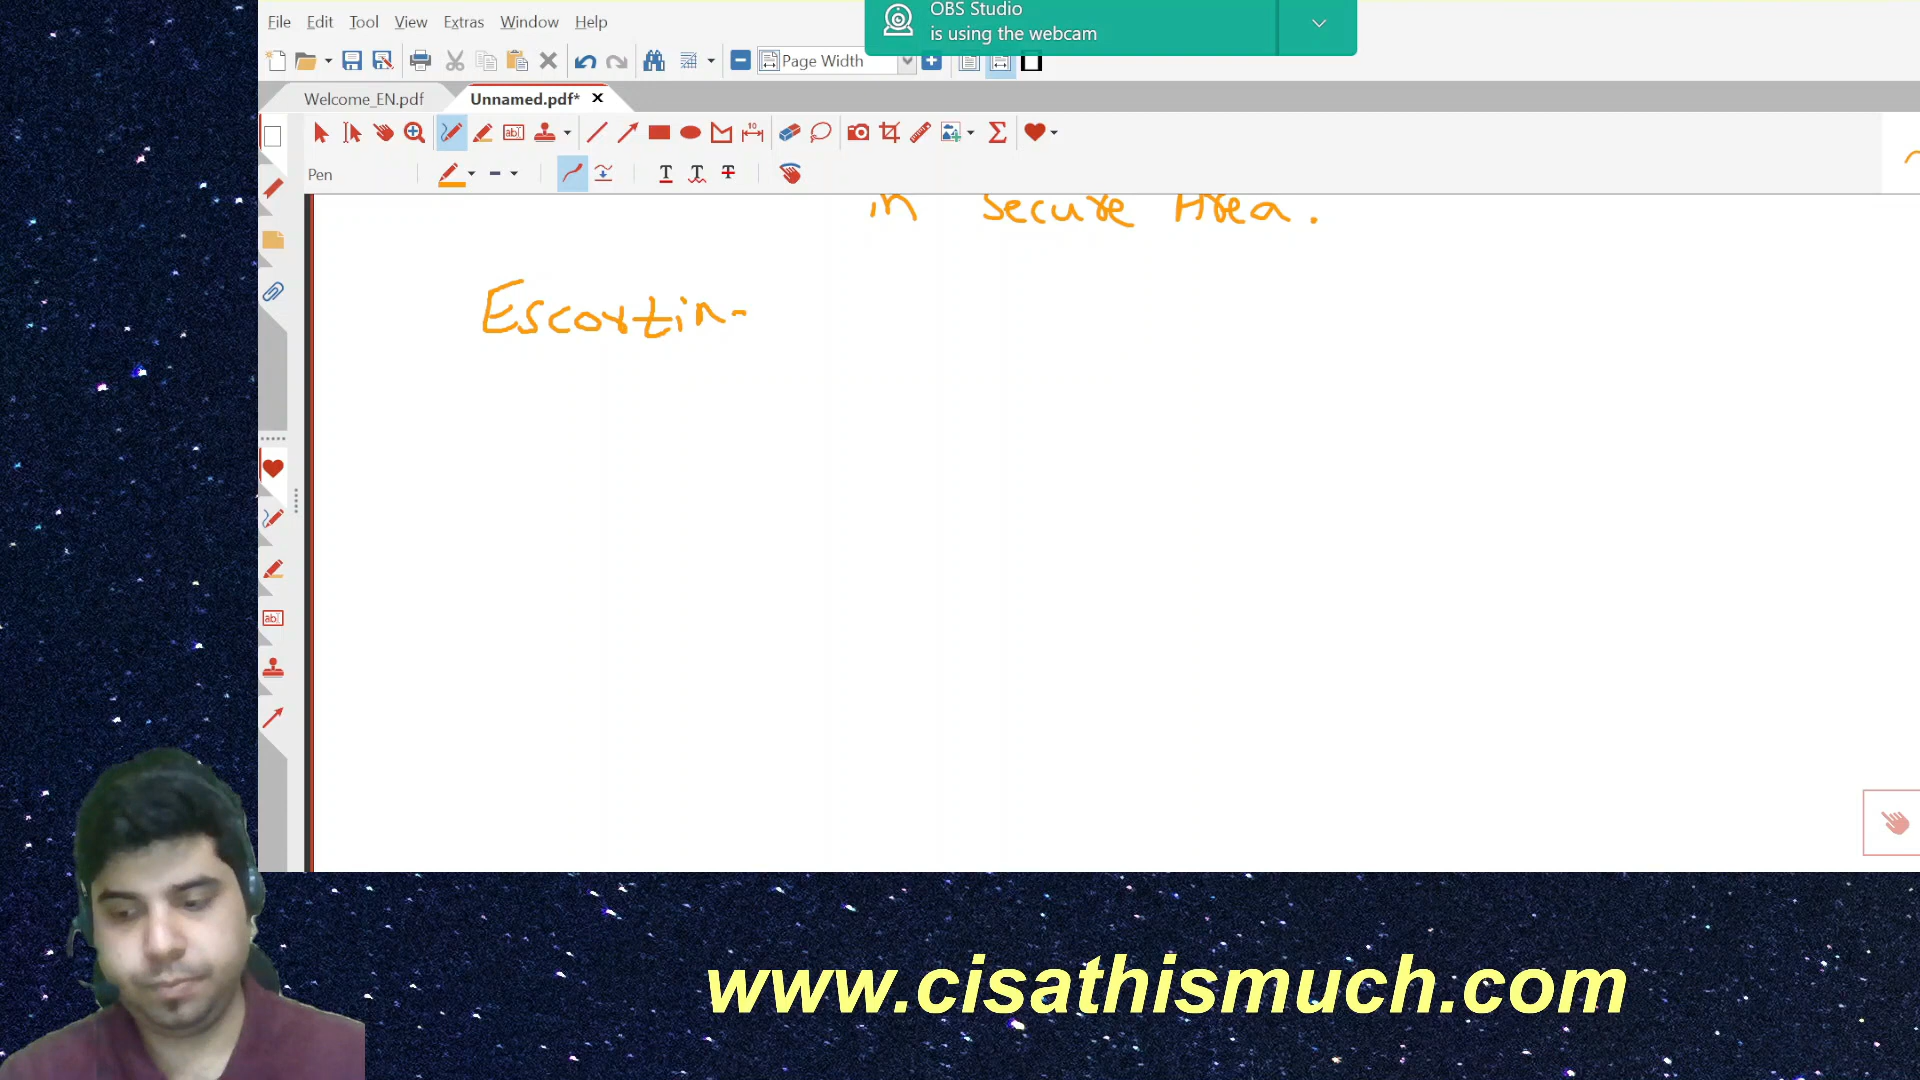 OBS Studio
is using the webcam
File Edit Tool View Extras Window Help
Page Width
Welcome_EN.pdf Unnamed.pdf*
Pen
in Secure Area.
Escortin
www.cisathismuch.com